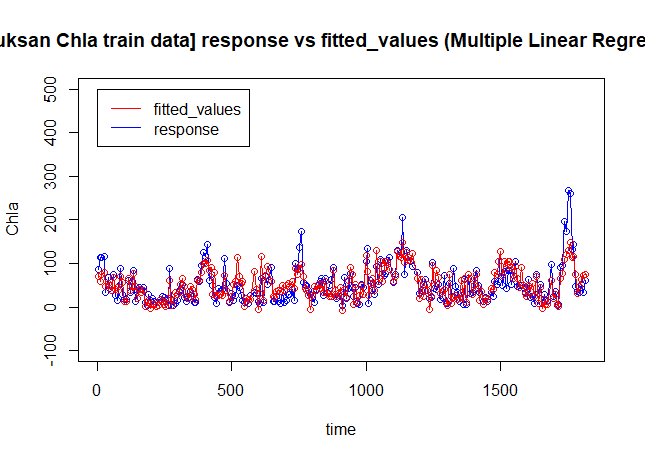 uksan Chla train data] response vs fitted_values (Multiple Linear Regre
fitted_values
response
Chla
500
400
300
200
100
0
-100
0 500 1000 1500
time